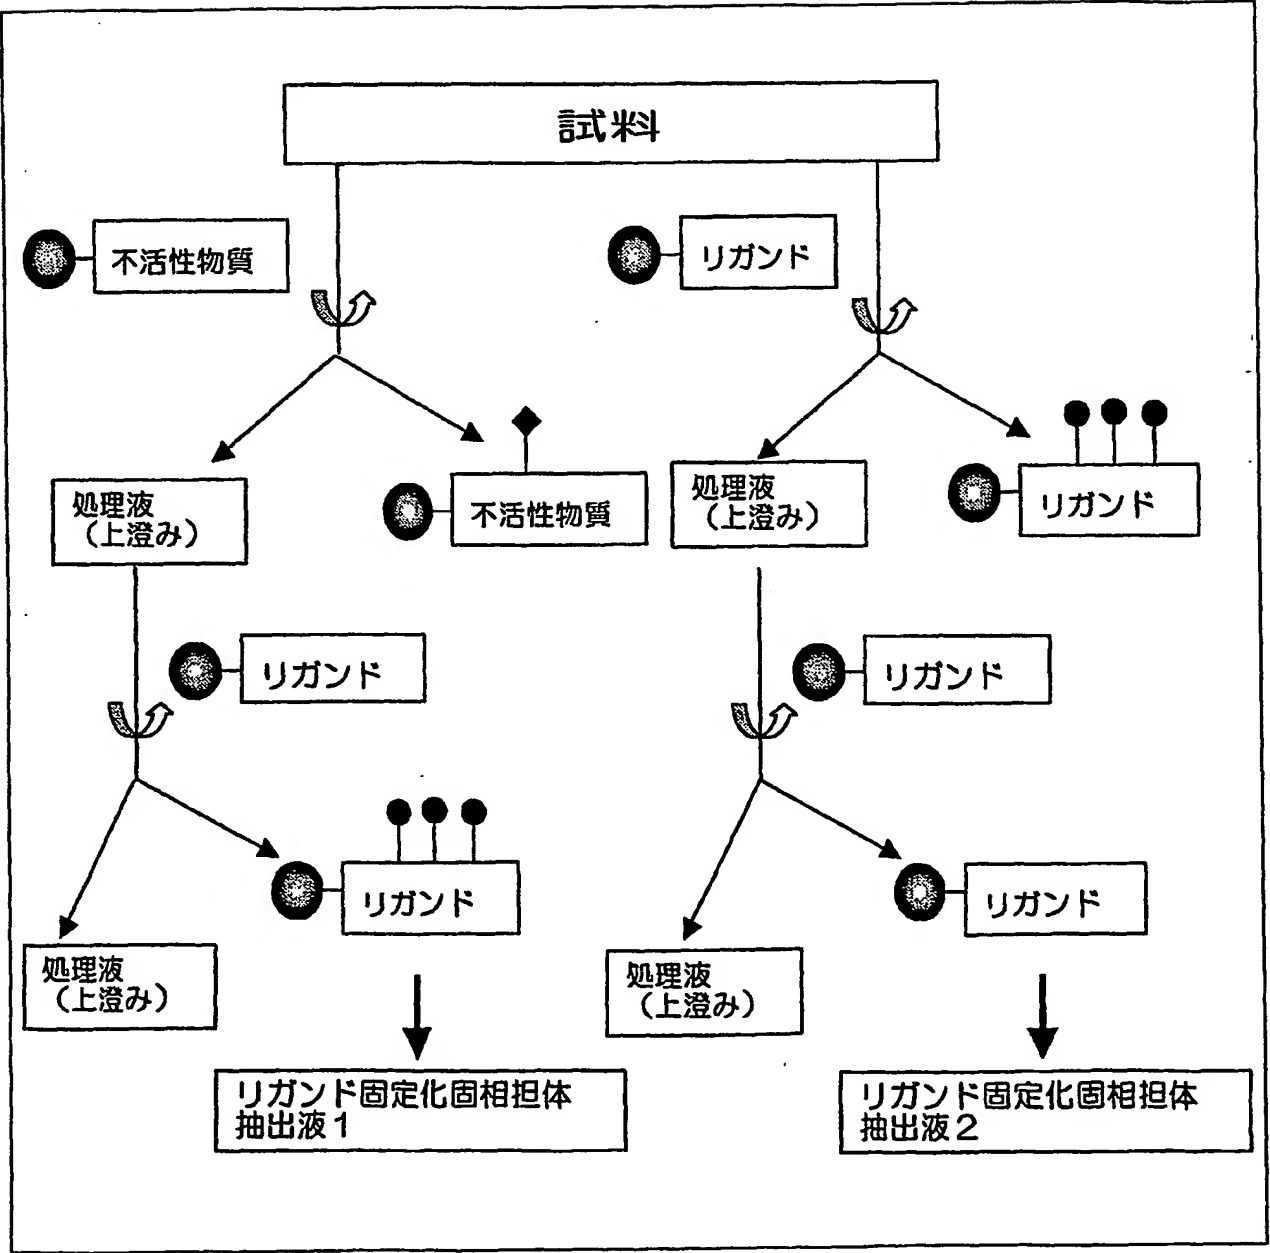 試料
不活性物質
リガンド
処理液
（上澄み）
不活性物質
処理液
（上澄み）
リガンド
リガンド
リガンド
リガンド
リガンド
処理液
（上澄み）
処理液
（上澄み）
リガンド固定化固相担体
抽出液1
リガンド固定化固相担体
抽出液2